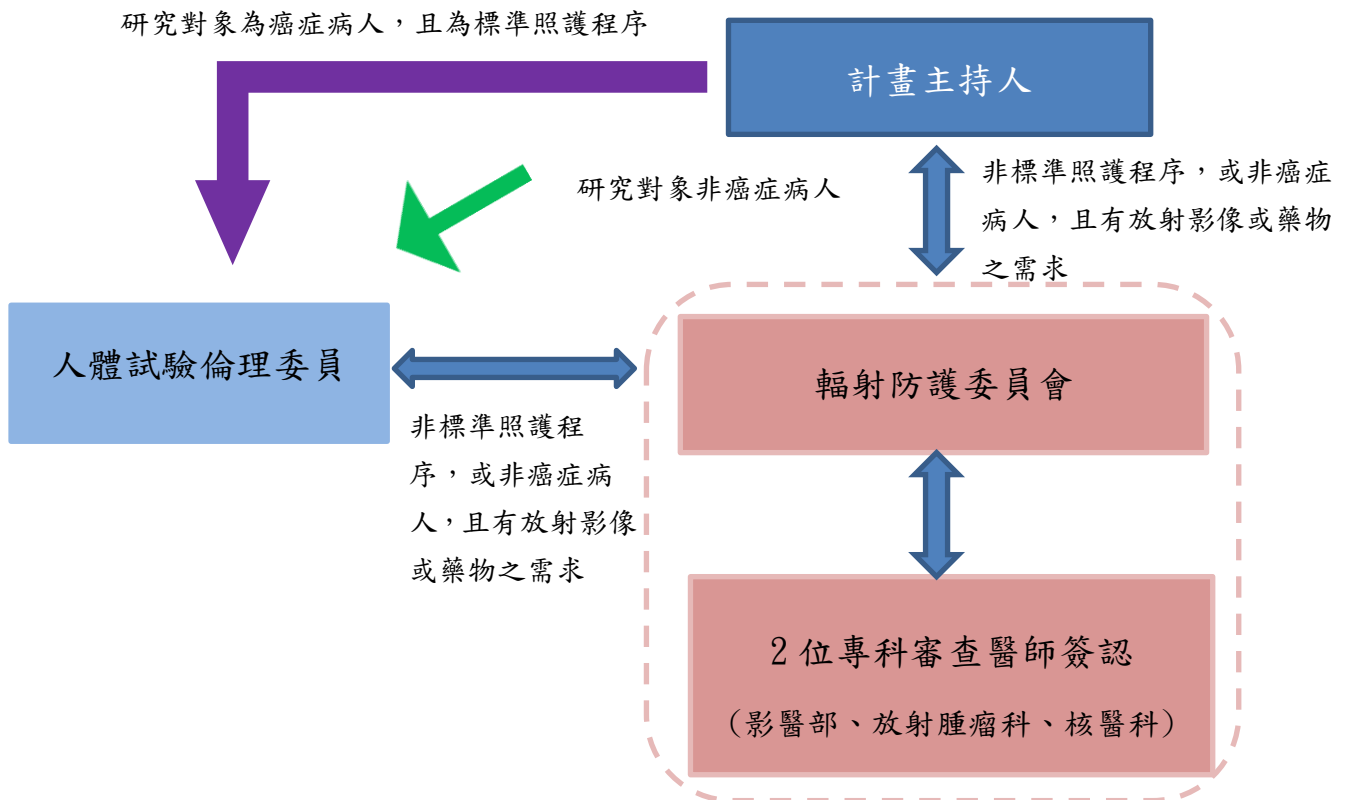 研究對象為癌症病人，且為標準照護程序
計畫主持人
研究對象非癌症病人
非標準照護程序，或非癌症
病人，且有放射影像或藥物
之需求
人體試驗倫理委員
輻射防護委員會
非標準照護程
序，或非癌症病
人，且有放射影像
或藥物之需求
2 位專科審查醫師簽認
（影醫部、放射腫瘤科、核醫科）